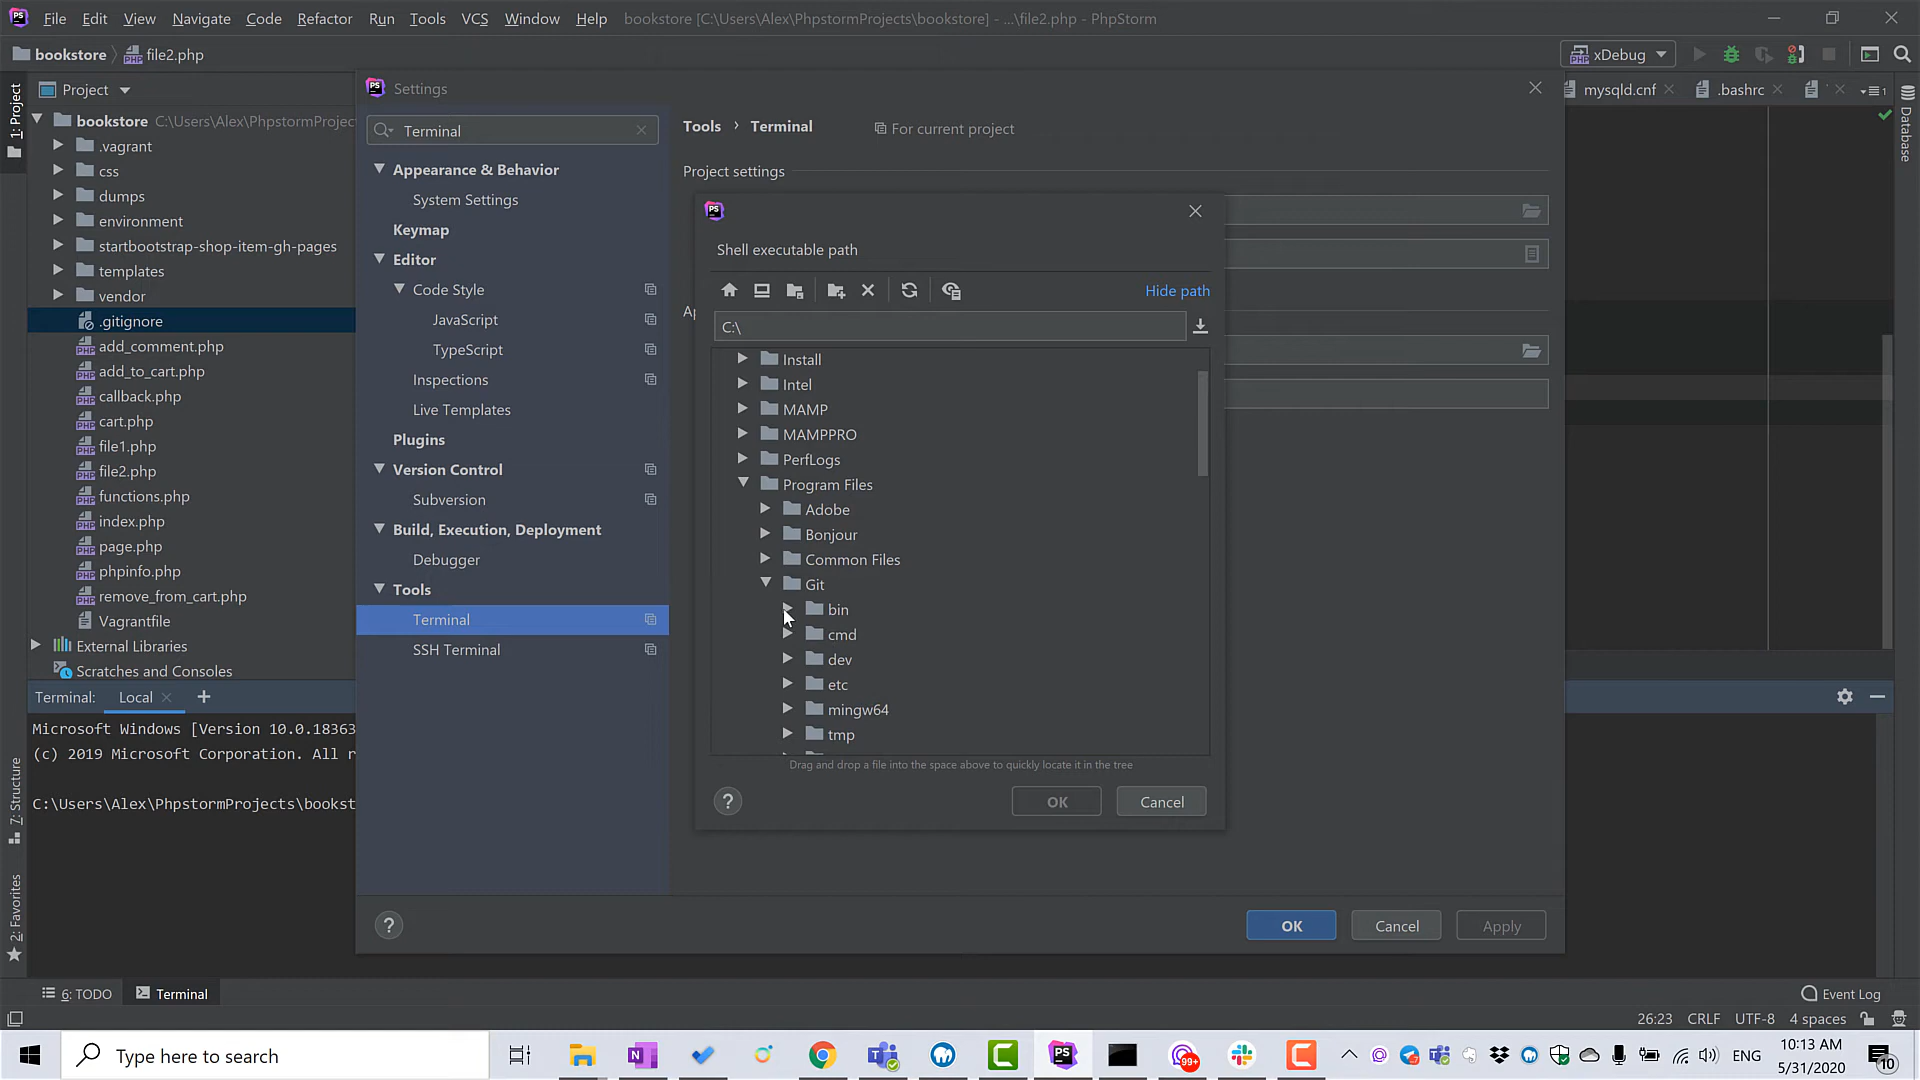 File Edit View Navigate Code Refactor Run Tools VCS Window Help bookstore [C:\Users\Alex\PhpstormProjects\bookstore] - ...\file2.php - PhpStorm
bookstore file2.php xDebug
Project
Settings
mysqld.cnf .bashrc
1: Project
bookstore C:\Users\Alex\PhpstormProjec
.vagrant
css
dumps
environment
startbootstrap-shop-item-gh-pages
templates
vendor
.gitignore
add_comment.php
add_to_cart.php
callback.php
cart.php
file1.php
file2.php
functions.php
index.php
page.php
phpinfo.php
remove_from_cart.php
Vagrantfile
External Libraries
Scratches and Consoles
Terminal
Appearance & Behavior
System Settings
Keymap
Editor
Code Style
JavaScript
TypeScript
Inspections
Live Templates
Plugins
Version Control
Subversion
Build, Execution, Deployment
Debugger
Tools
Terminal
SSH Terminal
Tools › Terminal For current project
Project settings
Shell executable path
Hide path
C:\
Install
Intel
MAMP
MAMPPRO
PerfLogs
Program Files
Adobe
Bonjour
Common Files
Git
bin
cmd
dev
etc
mingw64
tmp
Drag and drop a file into the space above to quickly locate it in the tree
? OK Cancel
? OK Cancel Apply
Database
Terminal: Local +
Microsoft Windows [Version 10.0.18363
(c) 2019 Microsoft Corporation. All r
C:\Users\Alex\PhpstormProjects\bookst
7: Structure
2: Favorites
6: TODO Terminal Event Log
26:23 CRLF UTF-8 4 spaces
Type here to search
99+
ENG
10:13 AM
5/31/2020
10